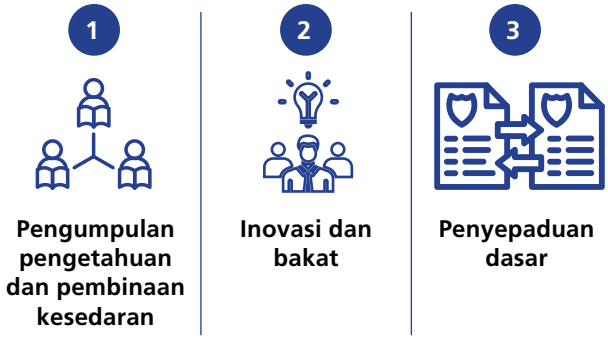 1
Pengumpulan
pengetahuan
dan pembinaan
kesedaran
2
Inovasi dan
bakat
3
Penyepaduan
dasar